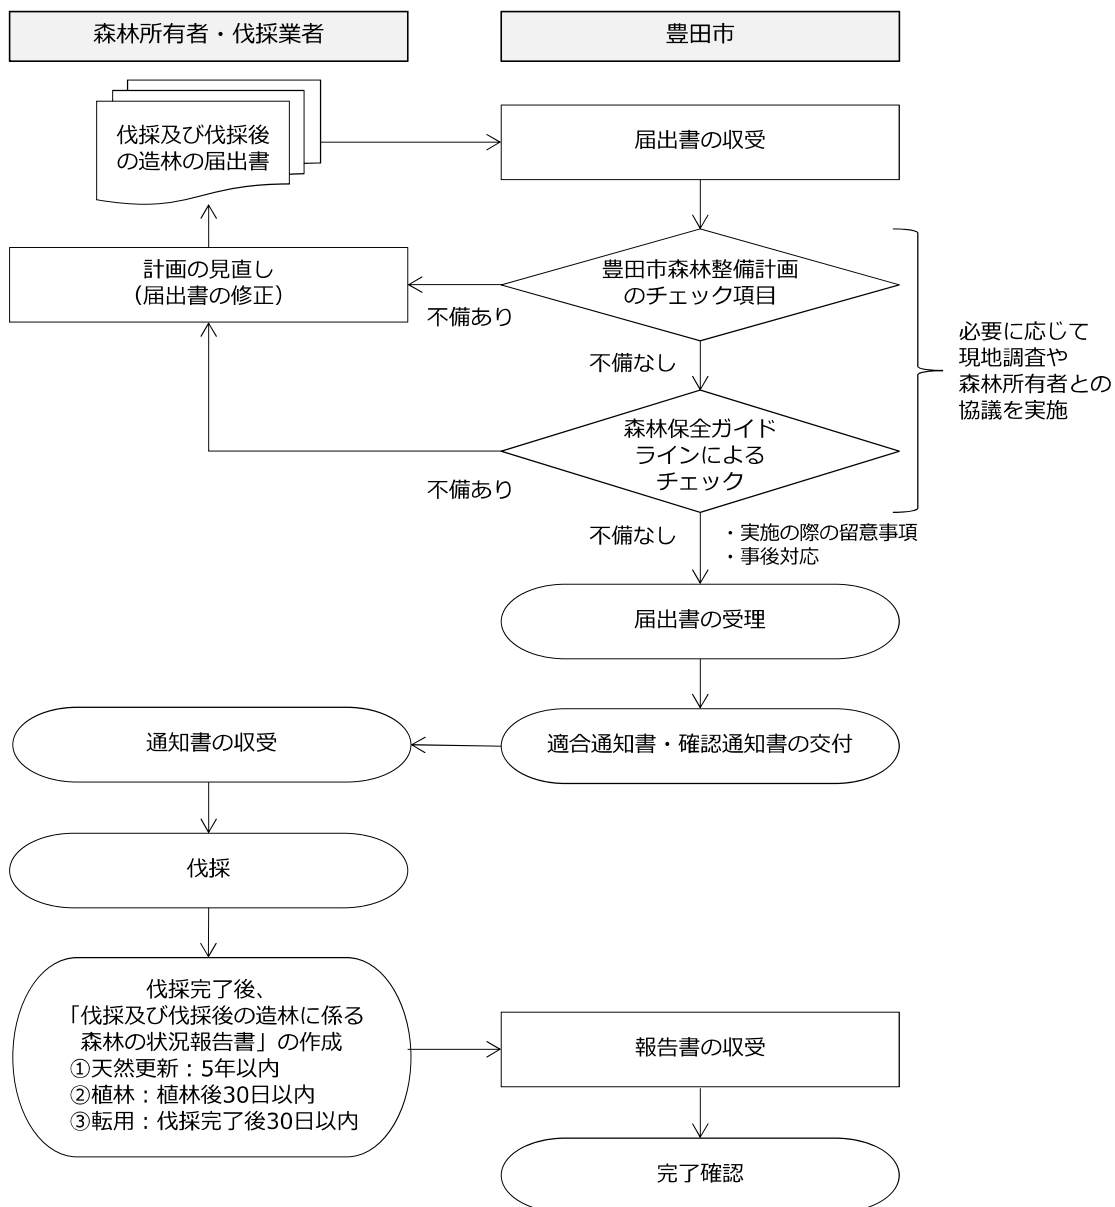 森林所有者・伐採業者
豊田市
伐採及び伐採後
の造林の届出書
届出書の収受
計画の見直し
（届出書の修正）
豊田市森林整備計画
のチェック項目
不備あり
不備なし
必要に応じて
現地調査や
森林所有者との
協議を実施
森林保全ガイド
ラインによる
チェック
不備あり
不備なし
・実施の際の留意事項
・事後対応
届出書の受理
通知書の収受
適合通知書・確認通知書の交付
伐採
伐採完了後、
「伐採及び伐採後の造林に係る
森林の状況報告書」の作成
①天然更新：5年以内
②植林：植林後30日以内
③転用：伐採完了後30日以内
報告書の収受
完了確認